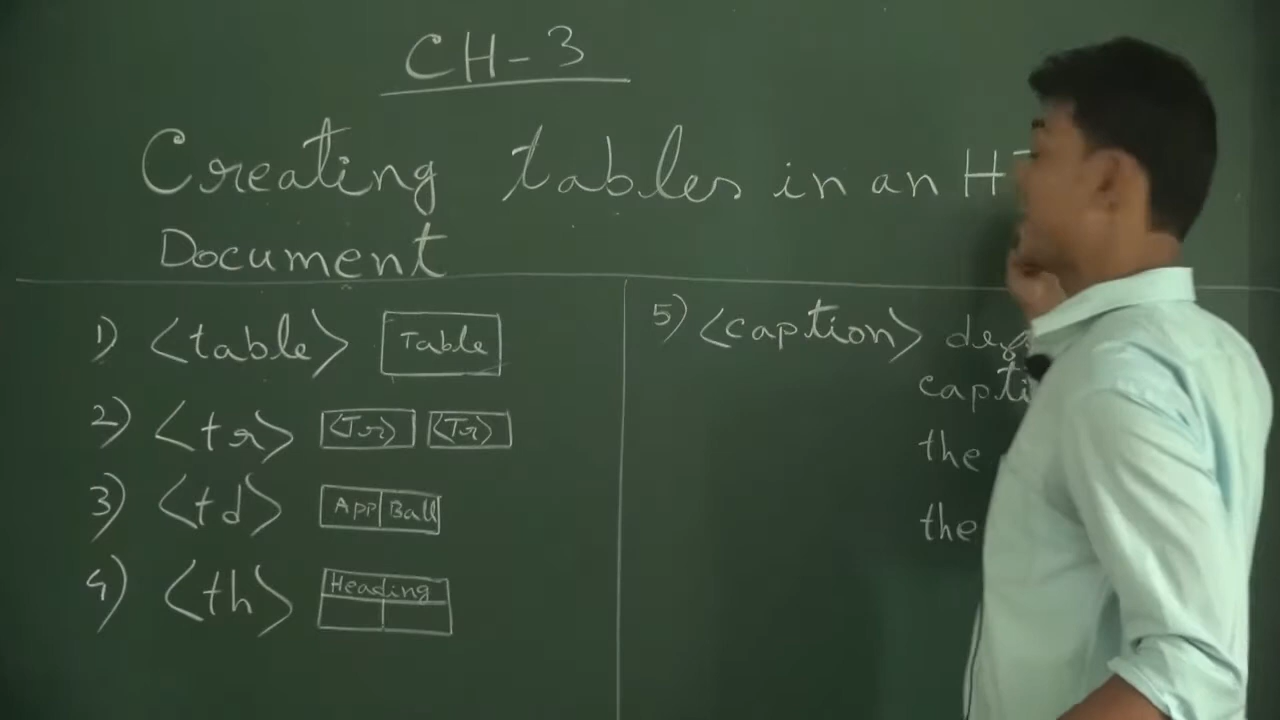 CH-3
Creating tables in an
Document
1) <table> Table
2) <tr> <Tr> <Tr>
3) <td> App Ball
4) <th> Heading
5) <caption>
the
the